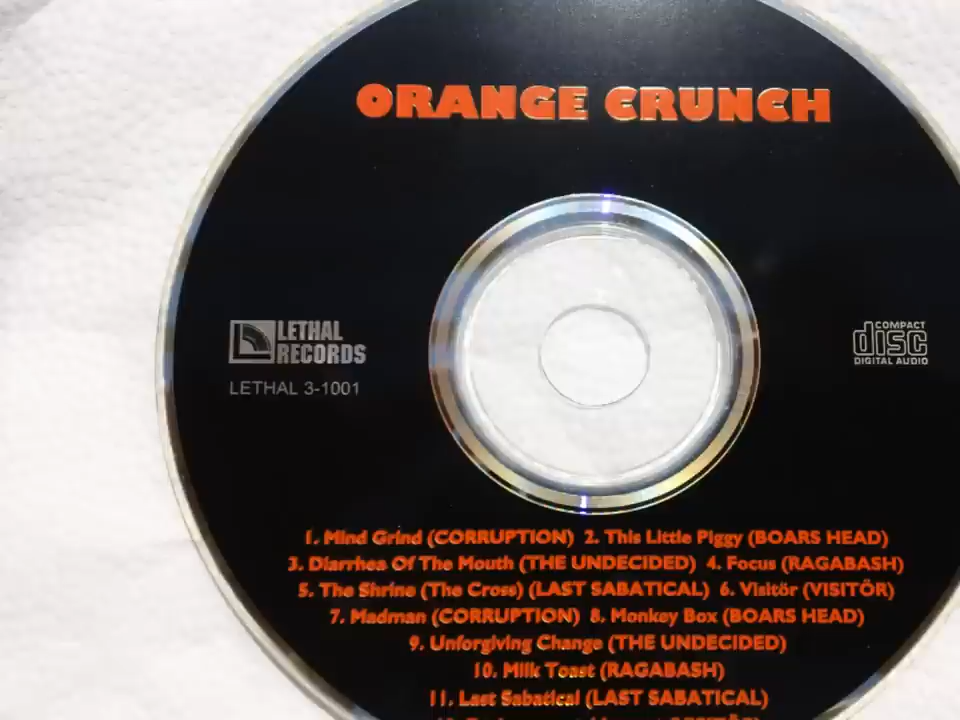 ORANGE CRUNCH
LETHAL
RECORDS
LETHAL 3-1001
COMPACT
disc
DIGITAL AUDIO
1. Mind Grind (CORRUPTION) 2. This Little Piggy (BOARS HEAD)
3. Diarrhea Of The Mouth (THE UNDECIDED) 4. Focus (RAGABASH)
5. The Shrine (The Cross) (LAST SABATICAL) 6. Visitör (VISITÖR)
7. Madman (CORRUPTION) 8. Monkey Box (BOARS HEAD)
9. Unforgiving Change (THE UNDECIDED)
10. Milk Toast (RAGABASH)
11. Last Sabatical (LAST SABATICAL)